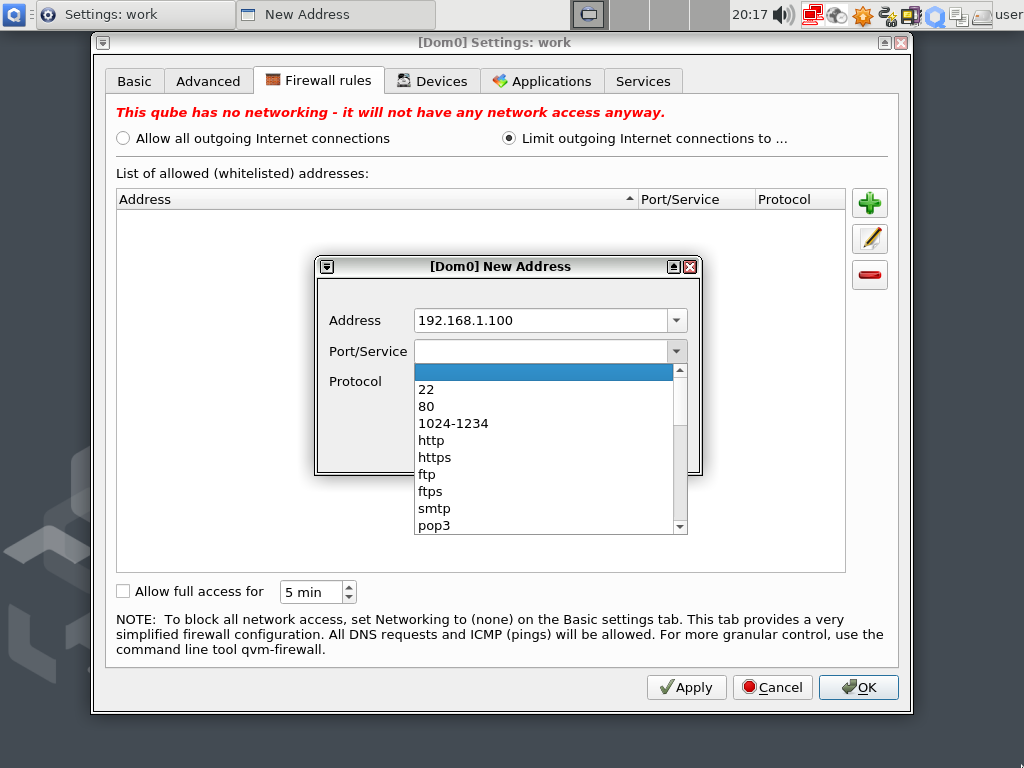 Settings: work
New Address
20:17
user
[Dom0] Settings: work
Basic
Advanced
Firewall rules
Devices
Applications
Services
This qube has no networking - it will not have any network access anyway.
Allow all outgoing Internet connections
Limit outgoing Internet connections to ...
List of allowed (whitelisted) addresses:
Address
Port/Service
Protocol
[Dom0] New Address
Address
192.168.1.100
Port/Service
Protocol
22
80
1024-1234
http
https
ftp
ftps
smtp
pop3
Allow full access for
5 min
NOTE:  To block all network access, set Networking to (none) on the Basic settings tab. This tab provides a very
simplified firewall configuration. All DNS requests and ICMP (pings) will be allowed. For more granular control, use the
command line tool qvm-firewall.
Apply
Cancel
OK